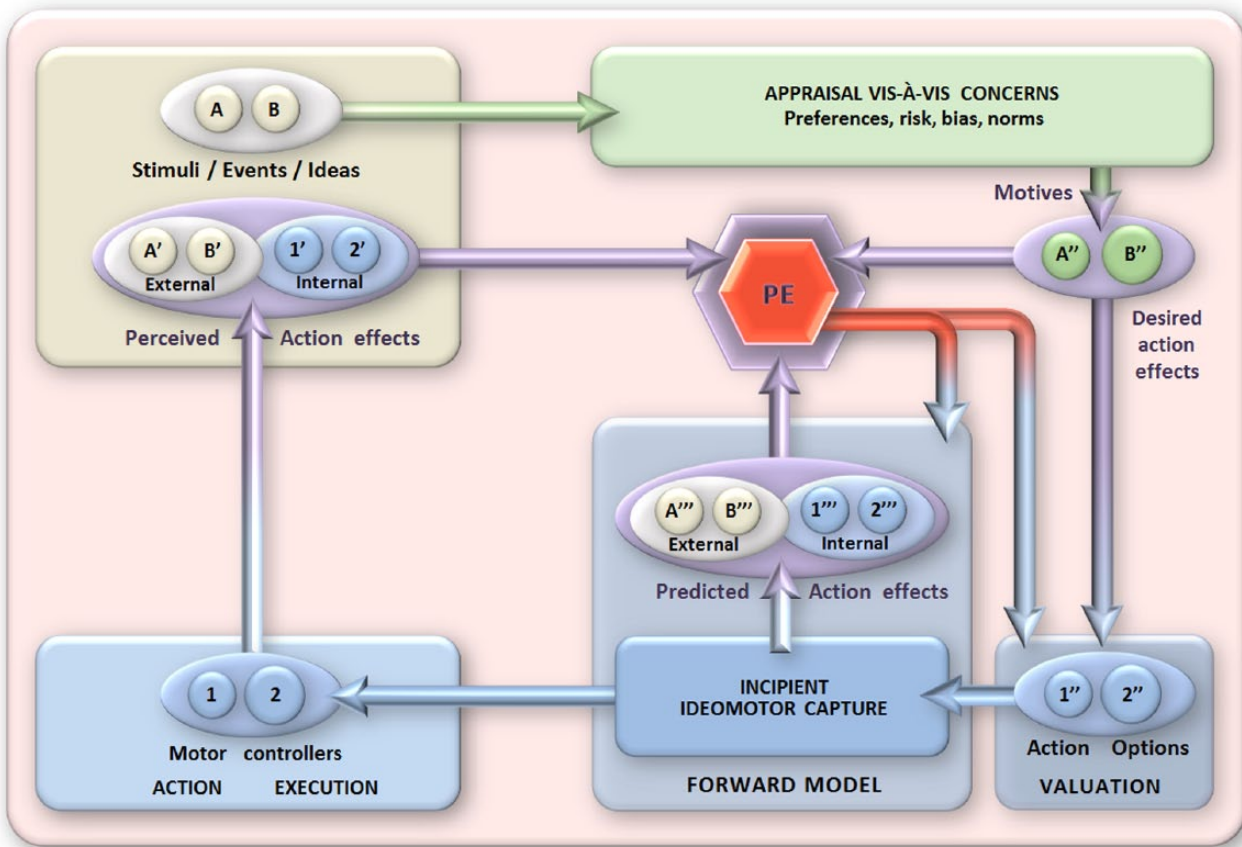 A B
Stimuli / Events / Ideas
APPRAISAL VIS-À-VIS CONCERNS
Preferences, risk, bias, norms
Motives
A' B' 1' 2'
External Internal
Perceived Action effects
PE
A'' B''
Desired
action
effects
A''' B''' 1''' 2'''
External Internal
Predicted Action effects
1 2
Motor controllers
ACTION EXECUTION
INCIPIENT
IDEOMOTOR CAPTURE
FORWARD MODEL
1'' 2''
Action Options
VALUATION